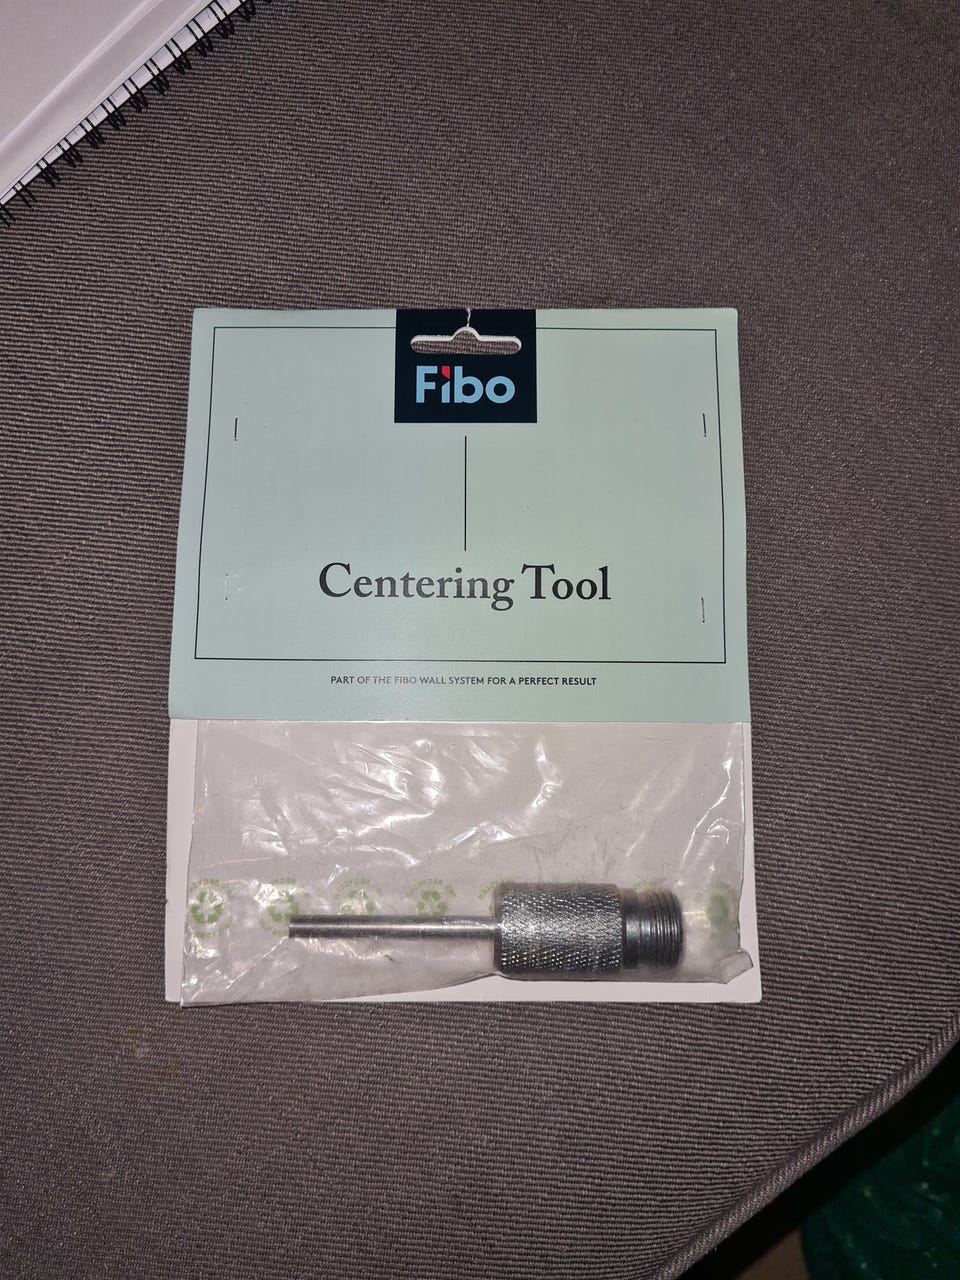 Fibo
Centering Tool
PART OF THE FIBO WALL SYSTEM FOR A PERFECT RESULT